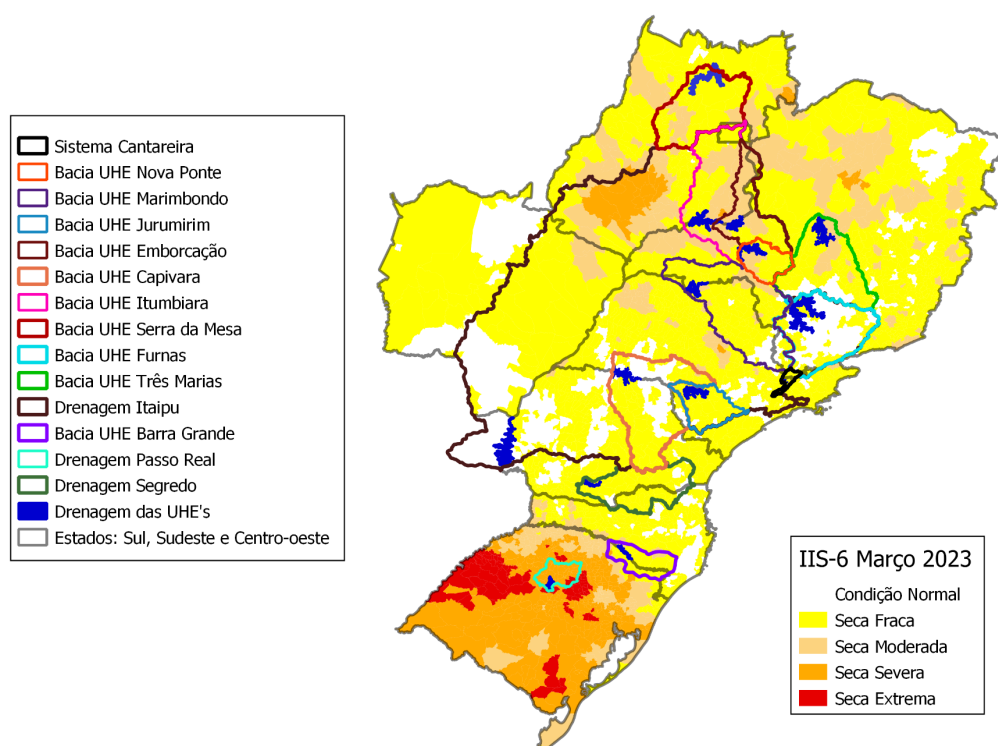 Sistema Cantareira
Bacia UHE Nova Ponte
Bacia UHE Marimbondo
Bacia UHE Jurumirim
Bacia UHE Emborcação
Bacia UHE Capivara
Bacia UHE Itumbiara
Bacia UHE Serra da Mesa
Bacia UHE Furnas
Bacia UHE Três Marias
Drenagem Itaipu
Bacia UHE Barra Grande
Drenagem Passo Real
Drenagem Segredo
Drenagem das UHE's
Estados: Sul, Sudeste e Centro-oeste
IIS-6 Março 2023
Condição Normal
Seca Fraca
Seca Moderada
Seca Severa
Seca Extrema